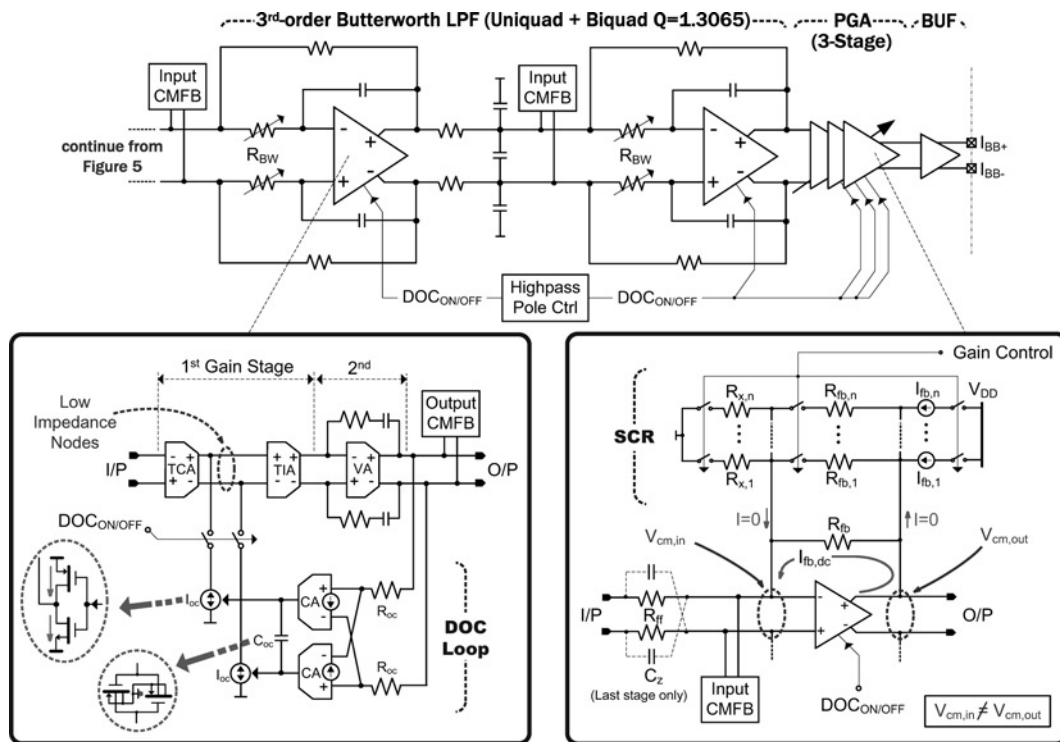 3rd-order Butterworth LPF (Uniquad + Biquad Q=1.3065)
PGA
(3-Stage)
BUF
Input
CMFB
Input
CMFB
continue from
Figure 5
RBW
RBW
- +
+ -
- +
+ -
IBB+
IBB-
DOCON/OFF
Highpass
Pole Ctrl
DOCON/OFF
1st Gain Stage
2nd
Low
Impedance
Nodes
Output
CMFB
I/P
TCA
TIA
VA
O/P
DOCON/OFF
Ioc
CA
Roc
Coc
DOC
Loop
Ioc
CA
Roc
Gain Control
SCR
Rx,n
Rfb,n
Ifb,n
VDD
Rx,1
Rfb,1
Ifb,1
I=0
I=0
Vcm,in
Rfb
Vcm,out
Ifb,dc
I/P
Rff
O/P
Cz
(Last stage only)
Input
CMFB
DOCON/OFF
Vcm,in ≠ Vcm,out